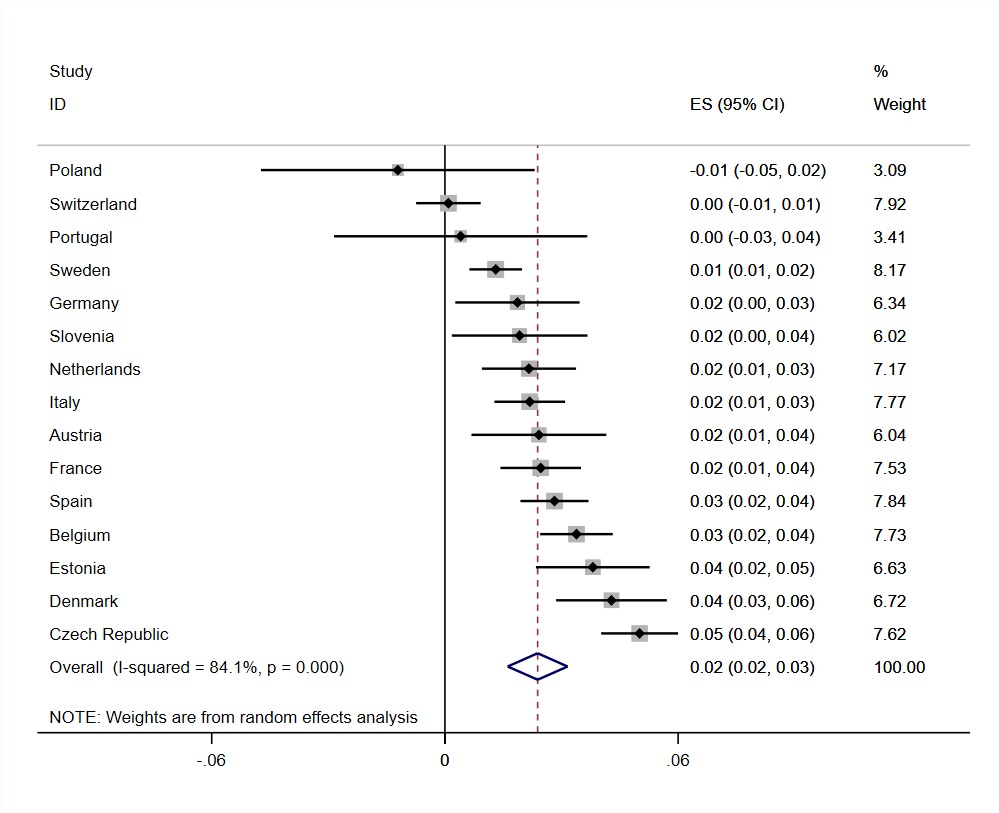 Study %
ID ES (95% CI) Weight
Poland -0.01 (-0.05, 0.02) 3.09
Switzerland 0.00 (-0.01, 0.01) 7.92
Portugal 0.00 (-0.03, 0.04) 3.41
Sweden 0.01 (0.01, 0.02) 8.17
Germany 0.02 (0.00, 0.03) 6.34
Slovenia 0.02 (0.00, 0.04) 6.02
Netherlands 0.02 (0.01, 0.03) 7.17
Italy 0.02 (0.01, 0.03) 7.77
Austria 0.02 (0.01, 0.04) 6.04
France 0.02 (0.01, 0.04) 7.53
Spain 0.03 (0.02, 0.04) 7.84
Belgium 0.03 (0.02, 0.04) 7.73
Estonia 0.04 (0.02, 0.05) 6.63
Denmark 0.04 (0.03, 0.06) 6.72
Czech Republic 0.05 (0.04, 0.06) 7.62
Overall (I-squared = 84.1%, p = 0.000) 0.02 (0.02, 0.03) 100.00
NOTE: Weights are from random effects analysis
-.06 0 .06